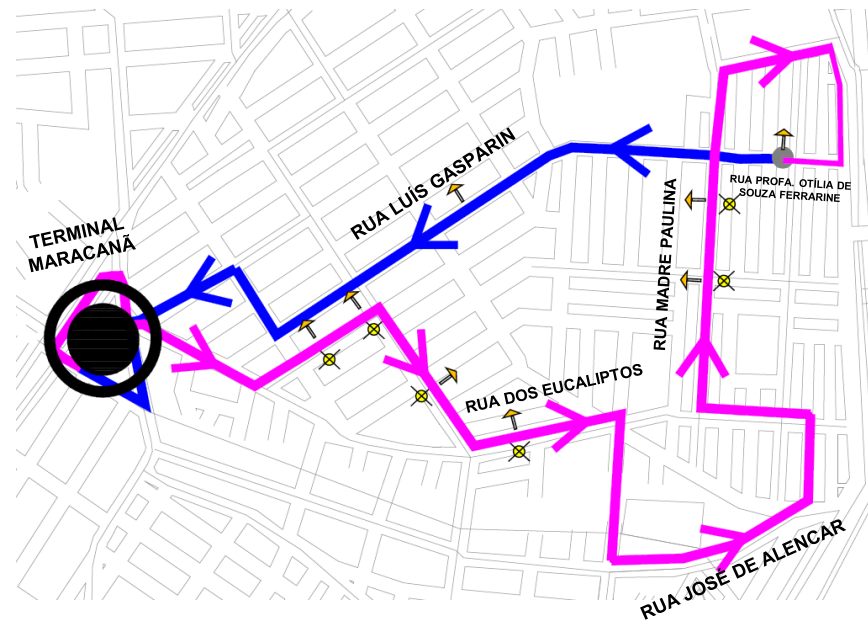 TERMINAL
MARACANÃ
RUA LUÍS GASPARIN
RUA PROFA. OTÍLIA DE
SOUZA FERRARINE
RUA MADRE PAULINA
RUA DOS EUCALIPTOS
RUA JOSÉ DE ALENCAR